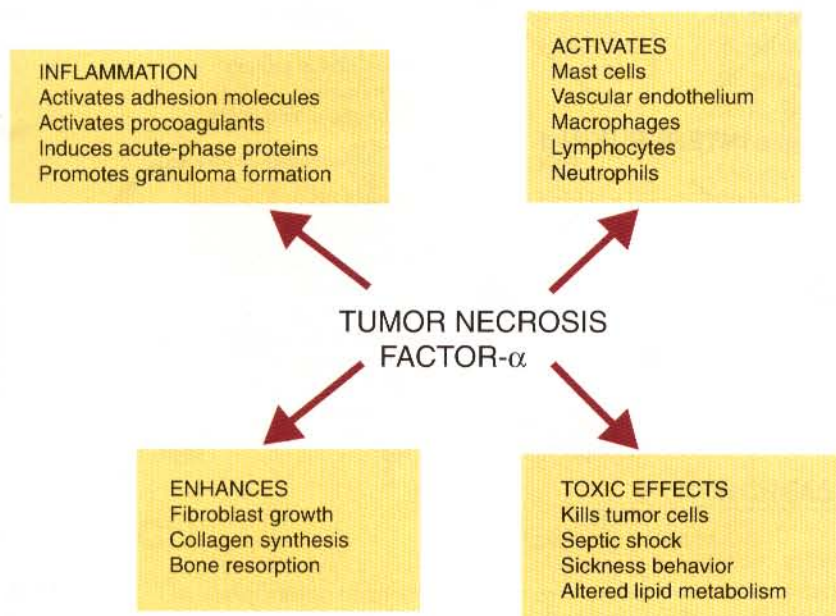 INFLAMMATION
Activates adhesion molecules
Activates procoagulants
Induces acute-phase proteins
Promotes granuloma formation
ACTIVATES
Mast cells
Vascular endothelium
Macrophages
Lymphocytes
Neutrophils
TUMOR NECROSIS
FACTOR-α
ENHANCES
Fibroblast growth
Collagen synthesis
Bone resorption
TOXIC EFFECTS
Kills tumor cells
Septic shock
Sickness behavior
Altered lipid metabolism